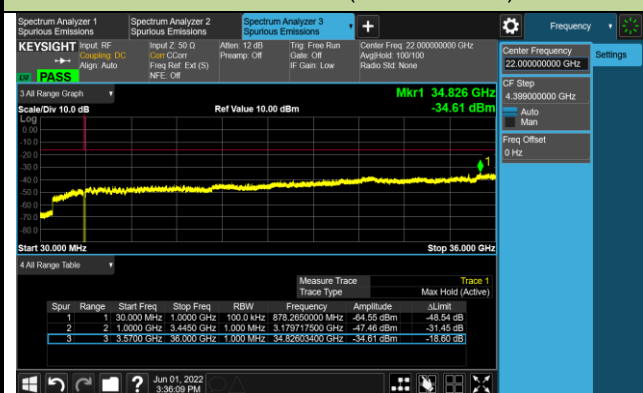 Spectrum Analyzer 1
Spurious Emissions
Spectrum Analyzer 2
Spurious Emissions
Spectrum Analyzer 3
Spurious Emissions
Frequency
KEYSIGHT
Input: RF
Coupling: DC
Align: Auto
Input Z: 50 Ω
Corr CCorr
Freq Ref: Ext (S)
NFE: Off
Atten: 12 dB
Preamp: Off
Trig: Free Run
Gate: Off
IF Gain: Low
Center Freq: 22.000000000 GHz
Avg|Hold: 100/100
Radio Std: None
PASS
3 All Range Graph
Scale/Div 10.0 dB
Ref Value 10.00 dBm
Mkr1 34.826 GHz
-34.61 dBm
Log
0.00
-10.0
-20.0
-30.0
-40.0
-50.0
-60.0
-70.0
-80.0
1
Start 30.000 MHz
Stop 36.000 GHz
4 All Range Table
Measure Trace Trace 1
Trace Type Max Hold (Active)
Spur Range Start Freq Stop Freq RBW Frequency Amplitude ΔLimit
1 1 30.000 MHz 1.0000 GHz 100.0 kHz 878.2650000 MHz -64.55 dBm -48.54 dB
2 2 1.0000 GHz 3.4450 GHz 1.000 MHz 3.179717500 GHz -47.46 dBm -31.45 dB
3 3 3.5700 GHz 36.000 GHz 1.000 MHz 34.82603400 GHz -34.61 dBm -18.60 dB
Jun 01, 2022
3:36:09 PM
Center Frequency
22.000000000 GHz
Settings
CF Step
4.399000000 GHz
Auto
Man
Freq Offset
0 Hz